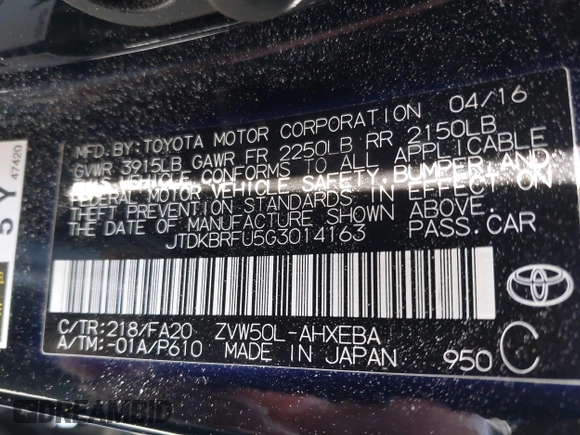 MFD. BY: TOYOTA MOTOR CORPORATION 04/16
GVWR 3915LB GAWR FR 2250LB RR 2150LB
THIS VEHICLE CONFORMS TO ALL APPLICABLE
FEDERAL MOTOR VEHICLE SAFETY, BUMPER, AND
THEFT PREVENTION STANDARDS IN EFFECT ON
THE DATE OF MANUFACTURE SHOWN ABOVE.
JTDKBRFU5G3014163 PASS. CAR
C/TR: 218/FA20 ZVW50L-AHXEBA
A/TM: -01A/P610 MADE IN JAPAN 950 C
5Y
47420
DREAMBID